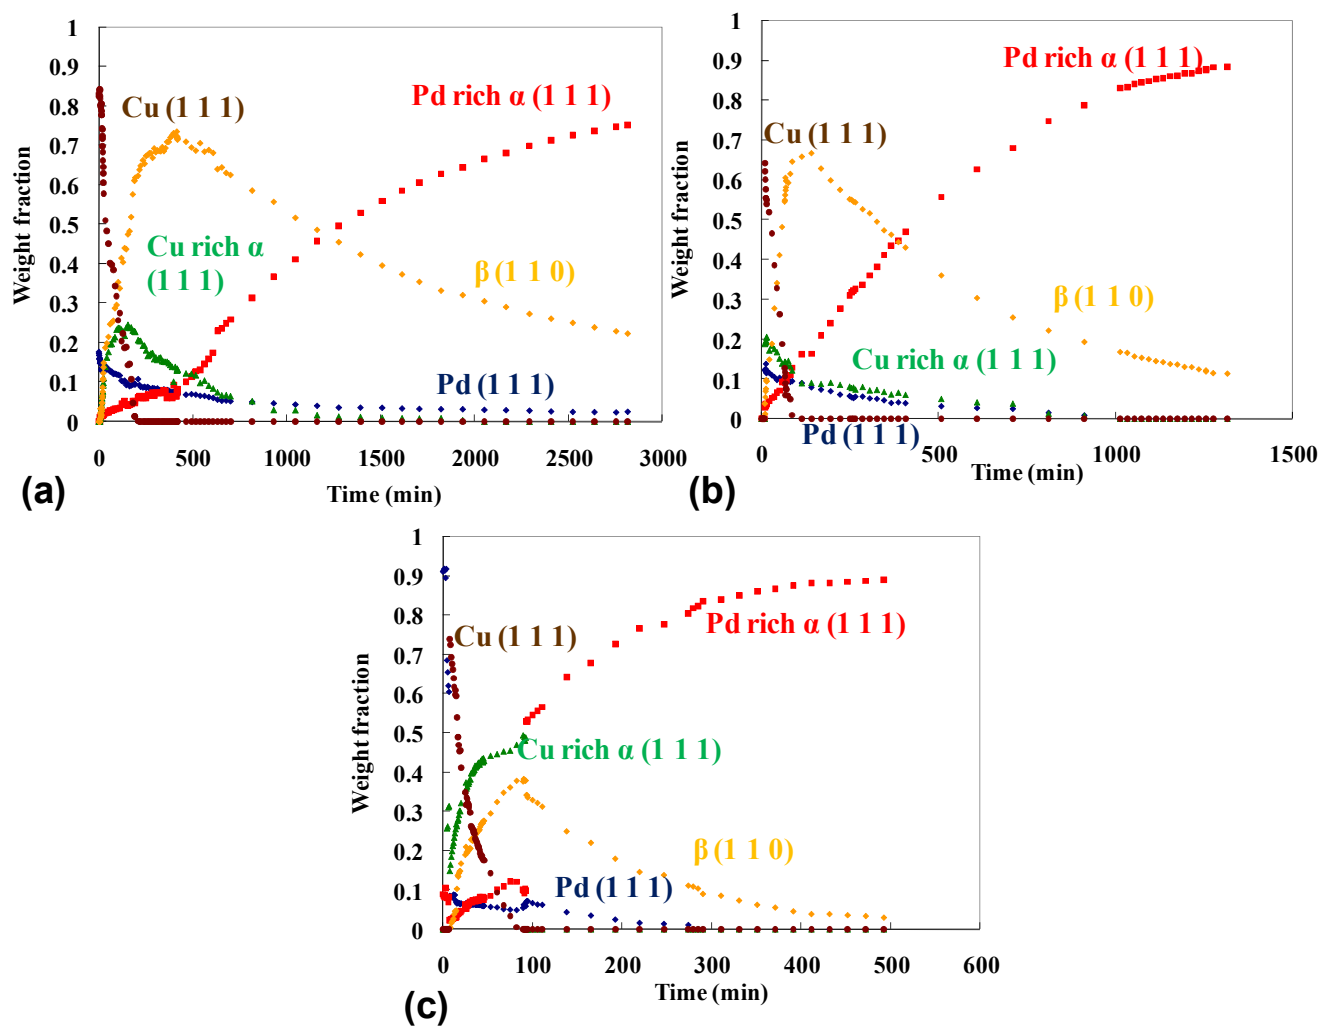 1
0.9
0.8
0.7
0.6
0.5
0.4
0.3
0.2
0.1
0
Weight fraction
Cu (1 1 1)
Pd rich α (1 1 1)
Cu rich α
(1 1 1)
β (1 1 0)
Pd (1 1 1)
0 500 1000 1500 2000 2500 3000
Time (min)
(a)
1
0.9
0.8
0.7
0.6
0.5
0.4
0.3
0.2
0.1
0
Weight fraction
Pd rich α (1 1 1)
Cu (1 1 1)
β (1 1 0)
Cu rich α (1 1 1)
Pd (1 1 1)
0 500 1000 1500
Time (min)
(b)
1
0.9
0.8
0.7
0.6
0.5
0.4
0.3
0.2
0.1
0
Weight fraction
Cu (1 1 1)
Pd rich α (1 1 1)
Cu rich α (1 1 1)
β (1 1 0)
Pd (1 1 1)
0 100 200 300 400 500 600
Time (min)
(c)